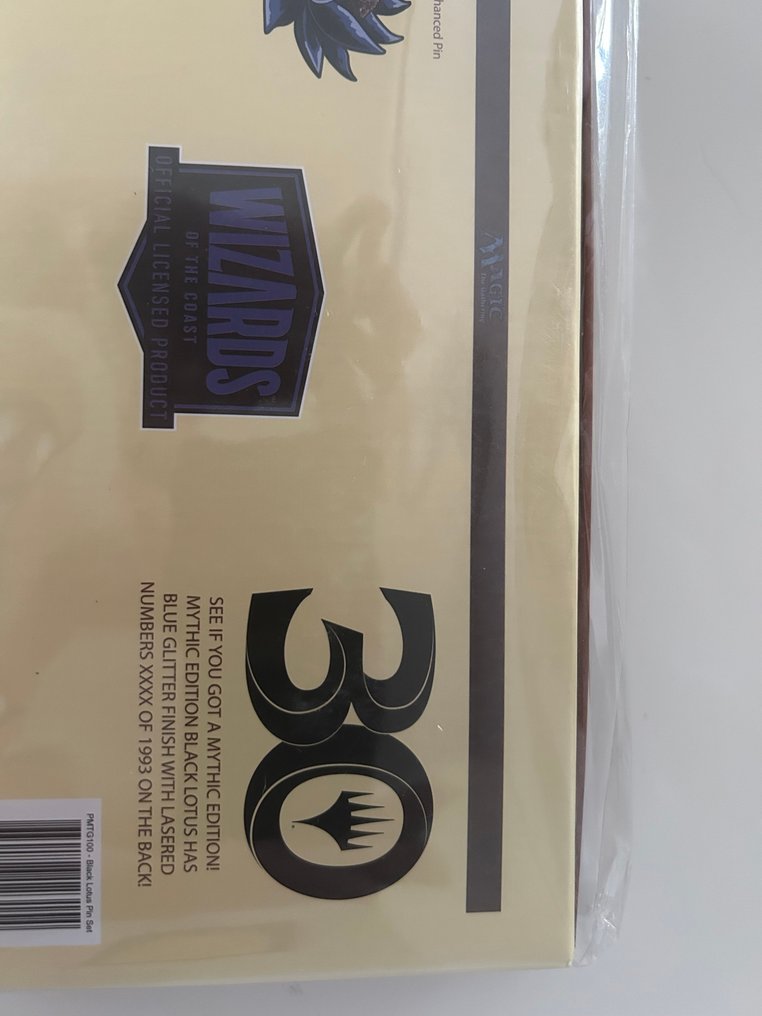 hanced Pin
MAGIC
The Gathering
WIZARDS
OF THE COAST
OFFICIAL LICENSED PRODUCT
30
SEE IF YOU GOT A MYTHIC EDITION!
MYTHIC EDITION BLACK LOTUS HAS
BLUE GLITTER FINISH WITH LASERED
NUMBERS XXXX OF 1993 ON THE BACK!
PMTG100 - Black Lotus Pin Set